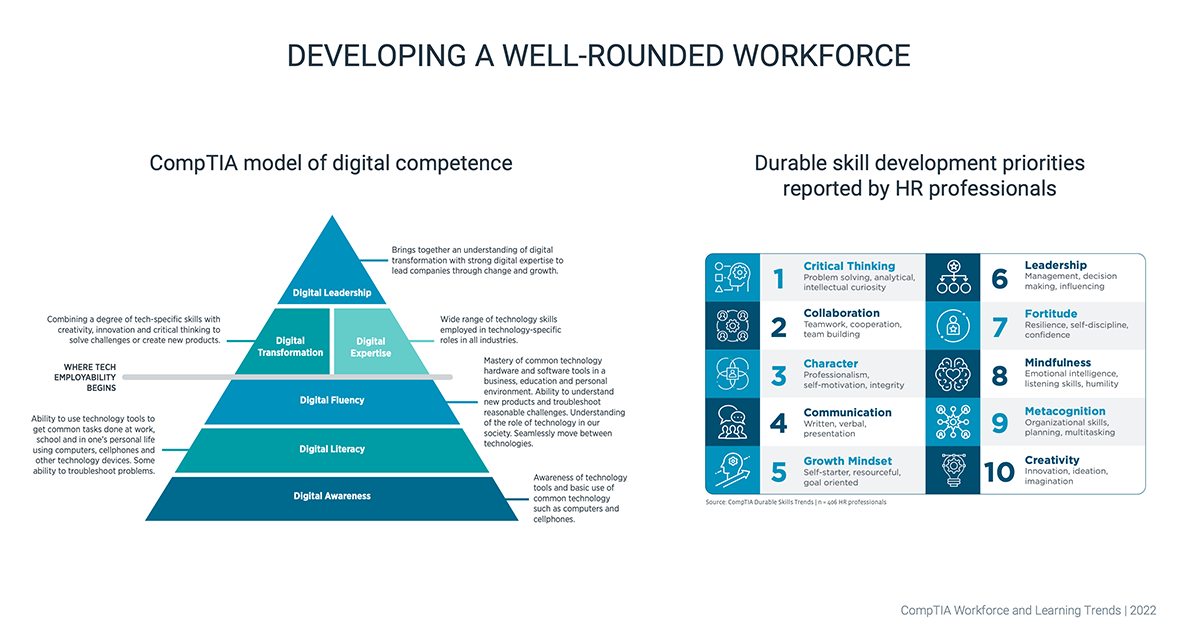 DEVELOPING A WELL-ROUNDED WORKFORCE
CompTIA model of digital competence
Brings together an understanding of digital
transformation with strong digital expertise to
lead companies through change and growth.
Digital Leadership
Combining a degree of tech-specific skills with
creativity, innovation and critical thinking to
solve challenges or create new products.
Digital
Transformation
Digital
Expertise
Wide range of technology skills
employed in technology-specific
roles in all industries.
WHERE TECH
EMPLOYABILITY
BEGINS
Digital Fluency
Mastery of common technology
hardware and software tools in a
business, education and personal
environment. Ability to understand
new products and troubleshoot
reasonable challenges. Understanding
of the role of technology in our
society. Seamlessly move between
technologies.
Ability to use technology tools to
get common tasks done at work,
school and in one's personal life
using computers, cellphones and
other technology devices. Some
ability to troubleshoot problems.
Digital Literacy
Digital Awareness
Awareness of technology
tools and basic use of
common technology
such as computers and
cellphones.
Durable skill development priorities
reported by HR professionals
1
Critical Thinking
Problem solving, analytical,
intellectual curiosity
2
Collaboration
Teamwork, cooperation,
team building
3
Character
Professionalism,
self-motivation, integrity
4
Communication
Written, verbal,
presentation
5
Growth Mindset
Self-starter, resourceful,
goal oriented
6
Leadership
Management, decision
making, influencing
7
Fortitude
Resilience, self-discipline,
confidence
8
Mindfulness
Emotional intelligence,
listening skills, humility
9
Metacognition
Organizational skills,
planning, multitasking
10
Creativity
Innovation, ideation,
imagination
Source: CompTIA Durable Skills Trends | n = 406 HR professionals
CompTIA Workforce and Learning Trends | 2022